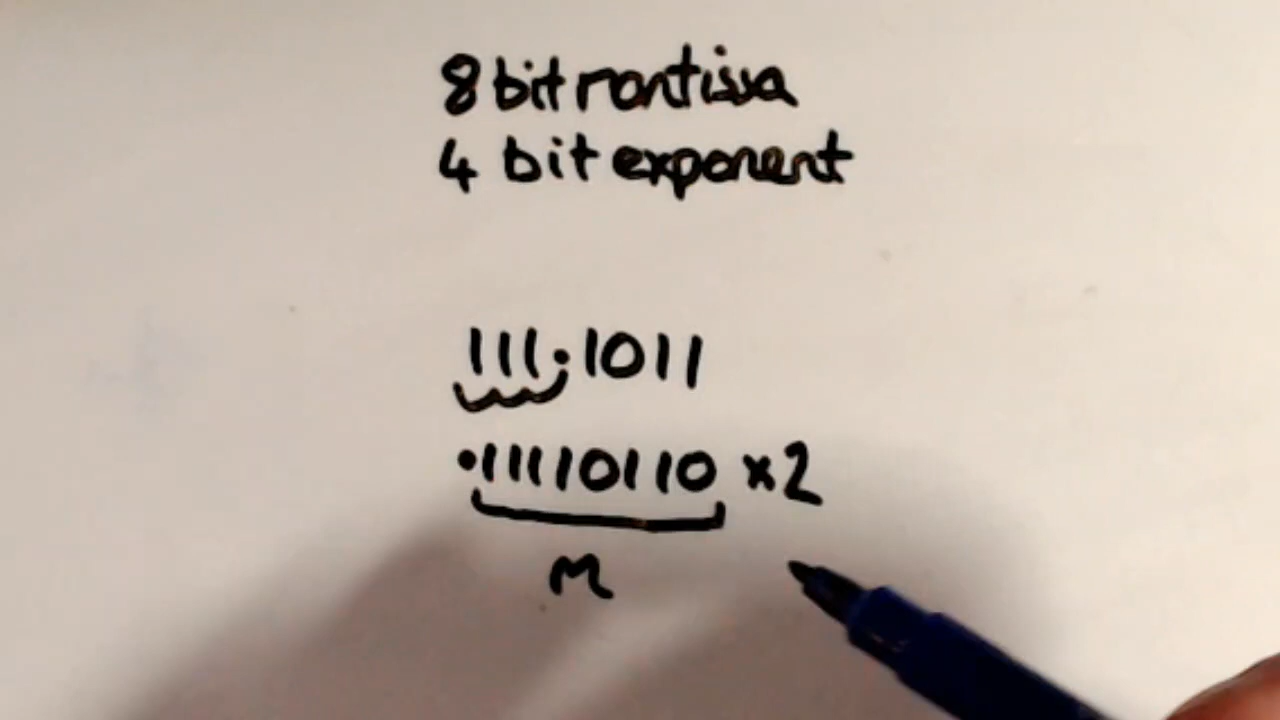 8 bit mantissa
4 bit exponent
111.1011
.11110110 x2
M